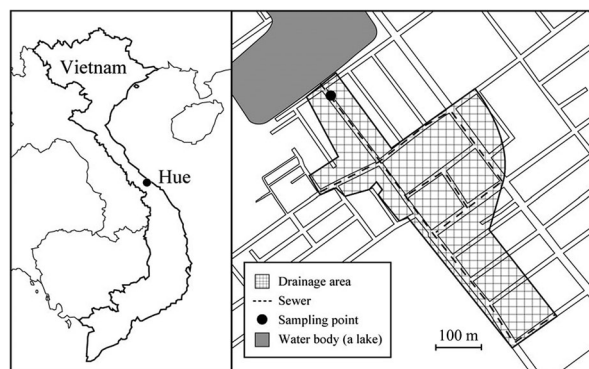 Vietnam
Hue
Drainage area
Sewer
Sampling point
Water body (a lake)
100 m